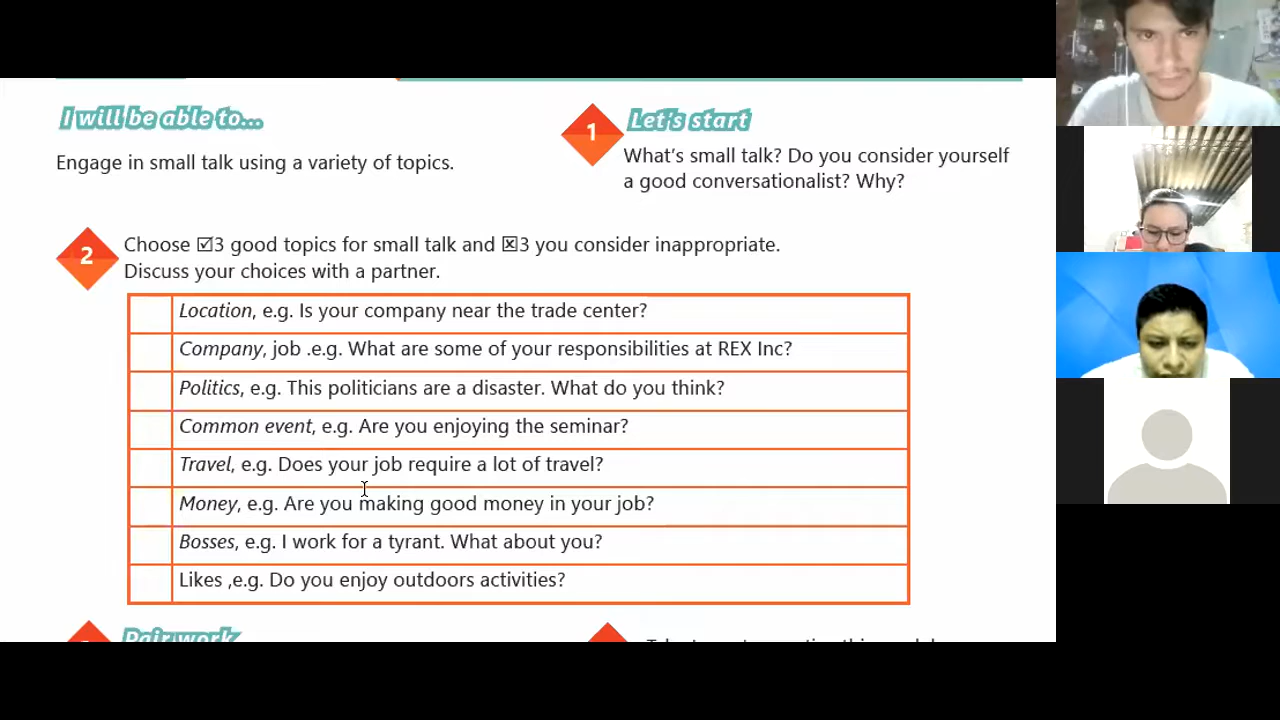 I will be able to...
Engage in small talk using a variety of topics.
1
Let's start
What's small talk? Do you consider yourself
a good conversationalist? Why?
2
Choose ☑3 good topics for small talk and ☒3 you consider inappropriate.
Discuss your choices with a partner.
Location, e.g. Is your company near the trade center?
Company, job .e.g. What are some of your responsibilities at REX Inc?
Politics, e.g. This politicians are a disaster. What do you think?
Common event, e.g. Are you enjoying the seminar?
Travel, e.g. Does your job require a lot of travel?
Money, e.g. Are you making good money in your job?
Bosses, e.g. I work for a tyrant. What about you?
Likes ,e.g. Do you enjoy outdoors activities?
Pair work